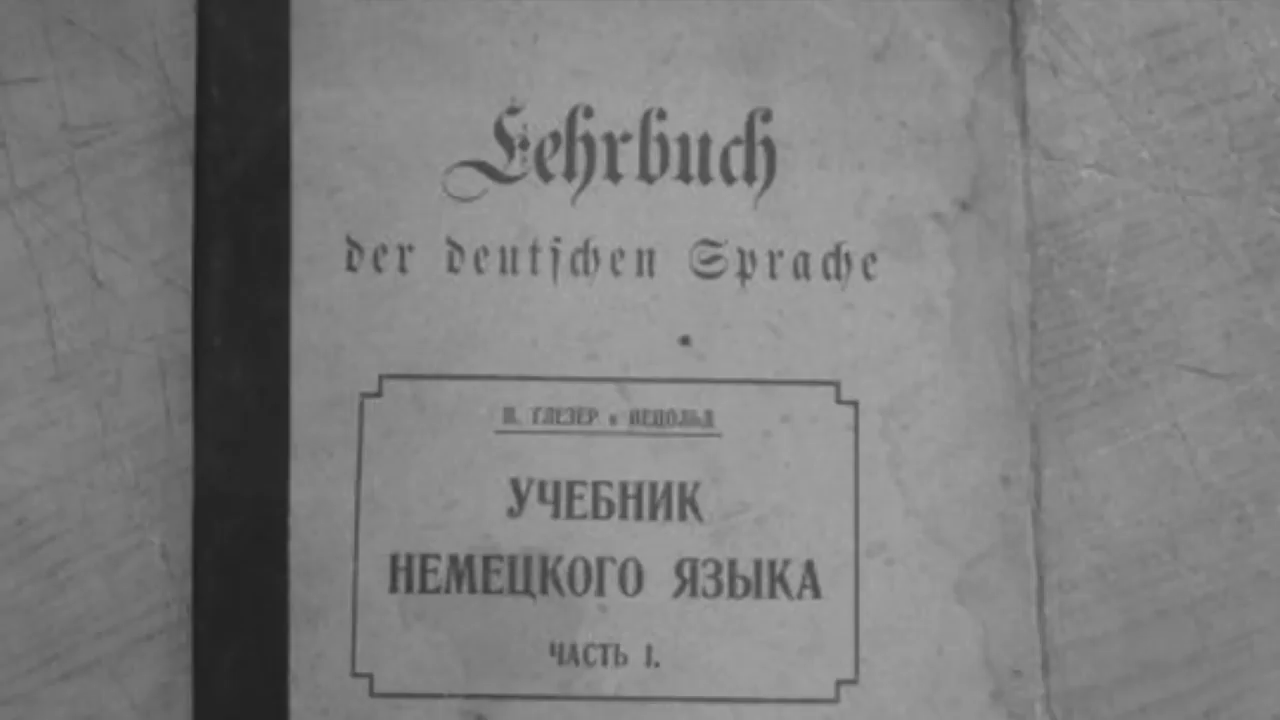 Lehrbuch
der deutschen Sprache
П. ГЛЕЗЕР и ПЕЦОЛЬД
УЧЕБНИК
НЕМЕЦКОГО ЯЗЫКА
ЧАСТЬ I.